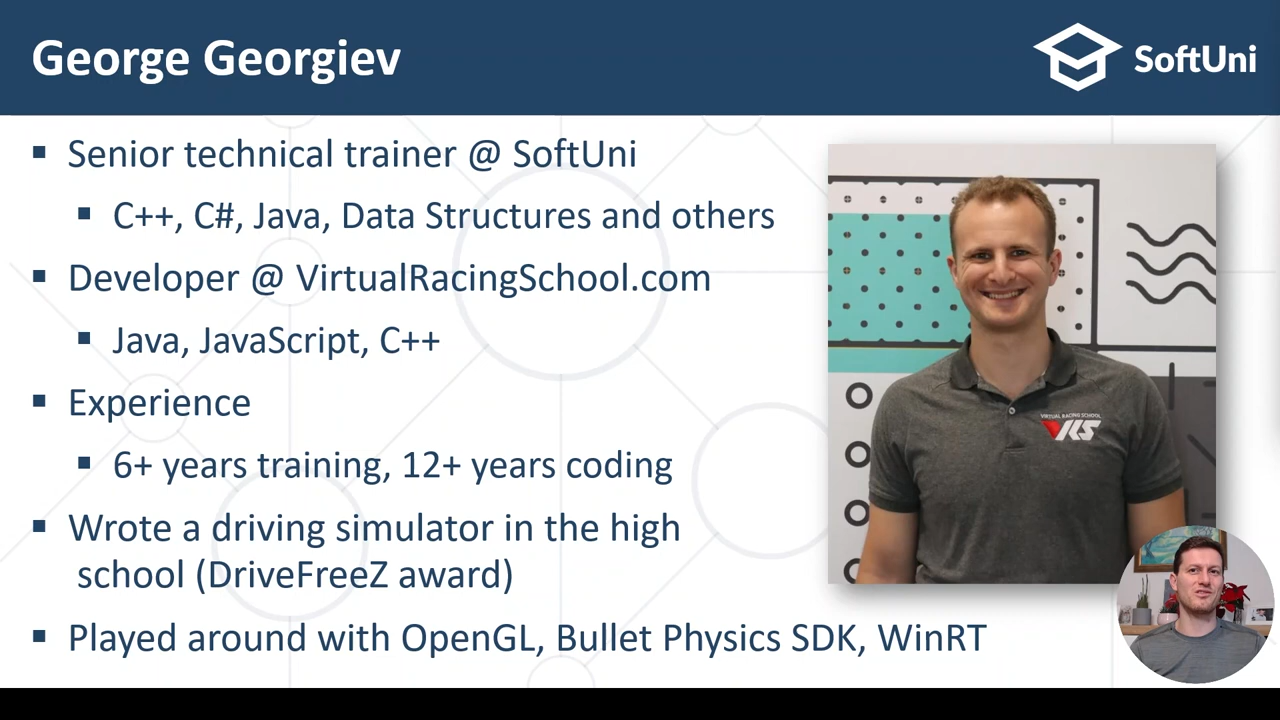 George Georgiev
SoftUni
▪ Senior technical trainer @ SoftUni
▪ C++, C#, Java, Data Structures and others
▪ Developer @ VirtualRacingSchool.com
▪ Java, JavaScript, C++
▪ Experience
▪ 6+ years training, 12+ years coding
▪ Wrote a driving simulator in the high
school (DriveFreeZ award)
▪ Played around with OpenGL, Bullet Physics SDK, WinRT
VIRTUAL RACING SCHOOL
VRS